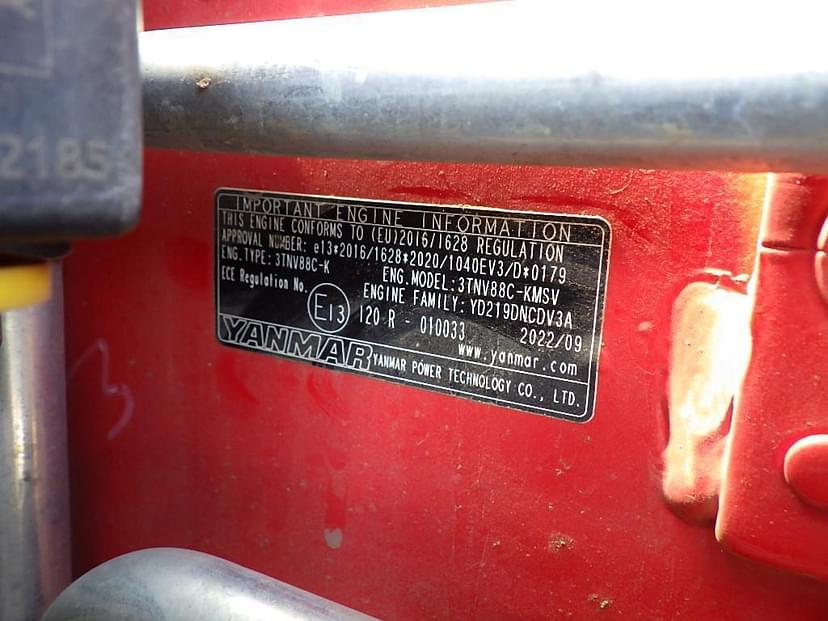 2185
IMPORTANT ENGINE INFORMATION
THIS ENGINE CONFORMS TO (EU)2016/1628 REGULATION
APPROVAL NUMBER: e13*2016/1628*2020/1040EV3/D*0179
ENG.TYPE: 3TNV88C-K ENG.MODEL: 3TNV88C-KMSV
ECE Regulation No. ENGINE FAMILY: YD219DNCDV3A
E13 120 R - 010033 2022/09
www.yanmar.com
YANMAR YANMAR POWER TECHNOLOGY CO., LTD.
3